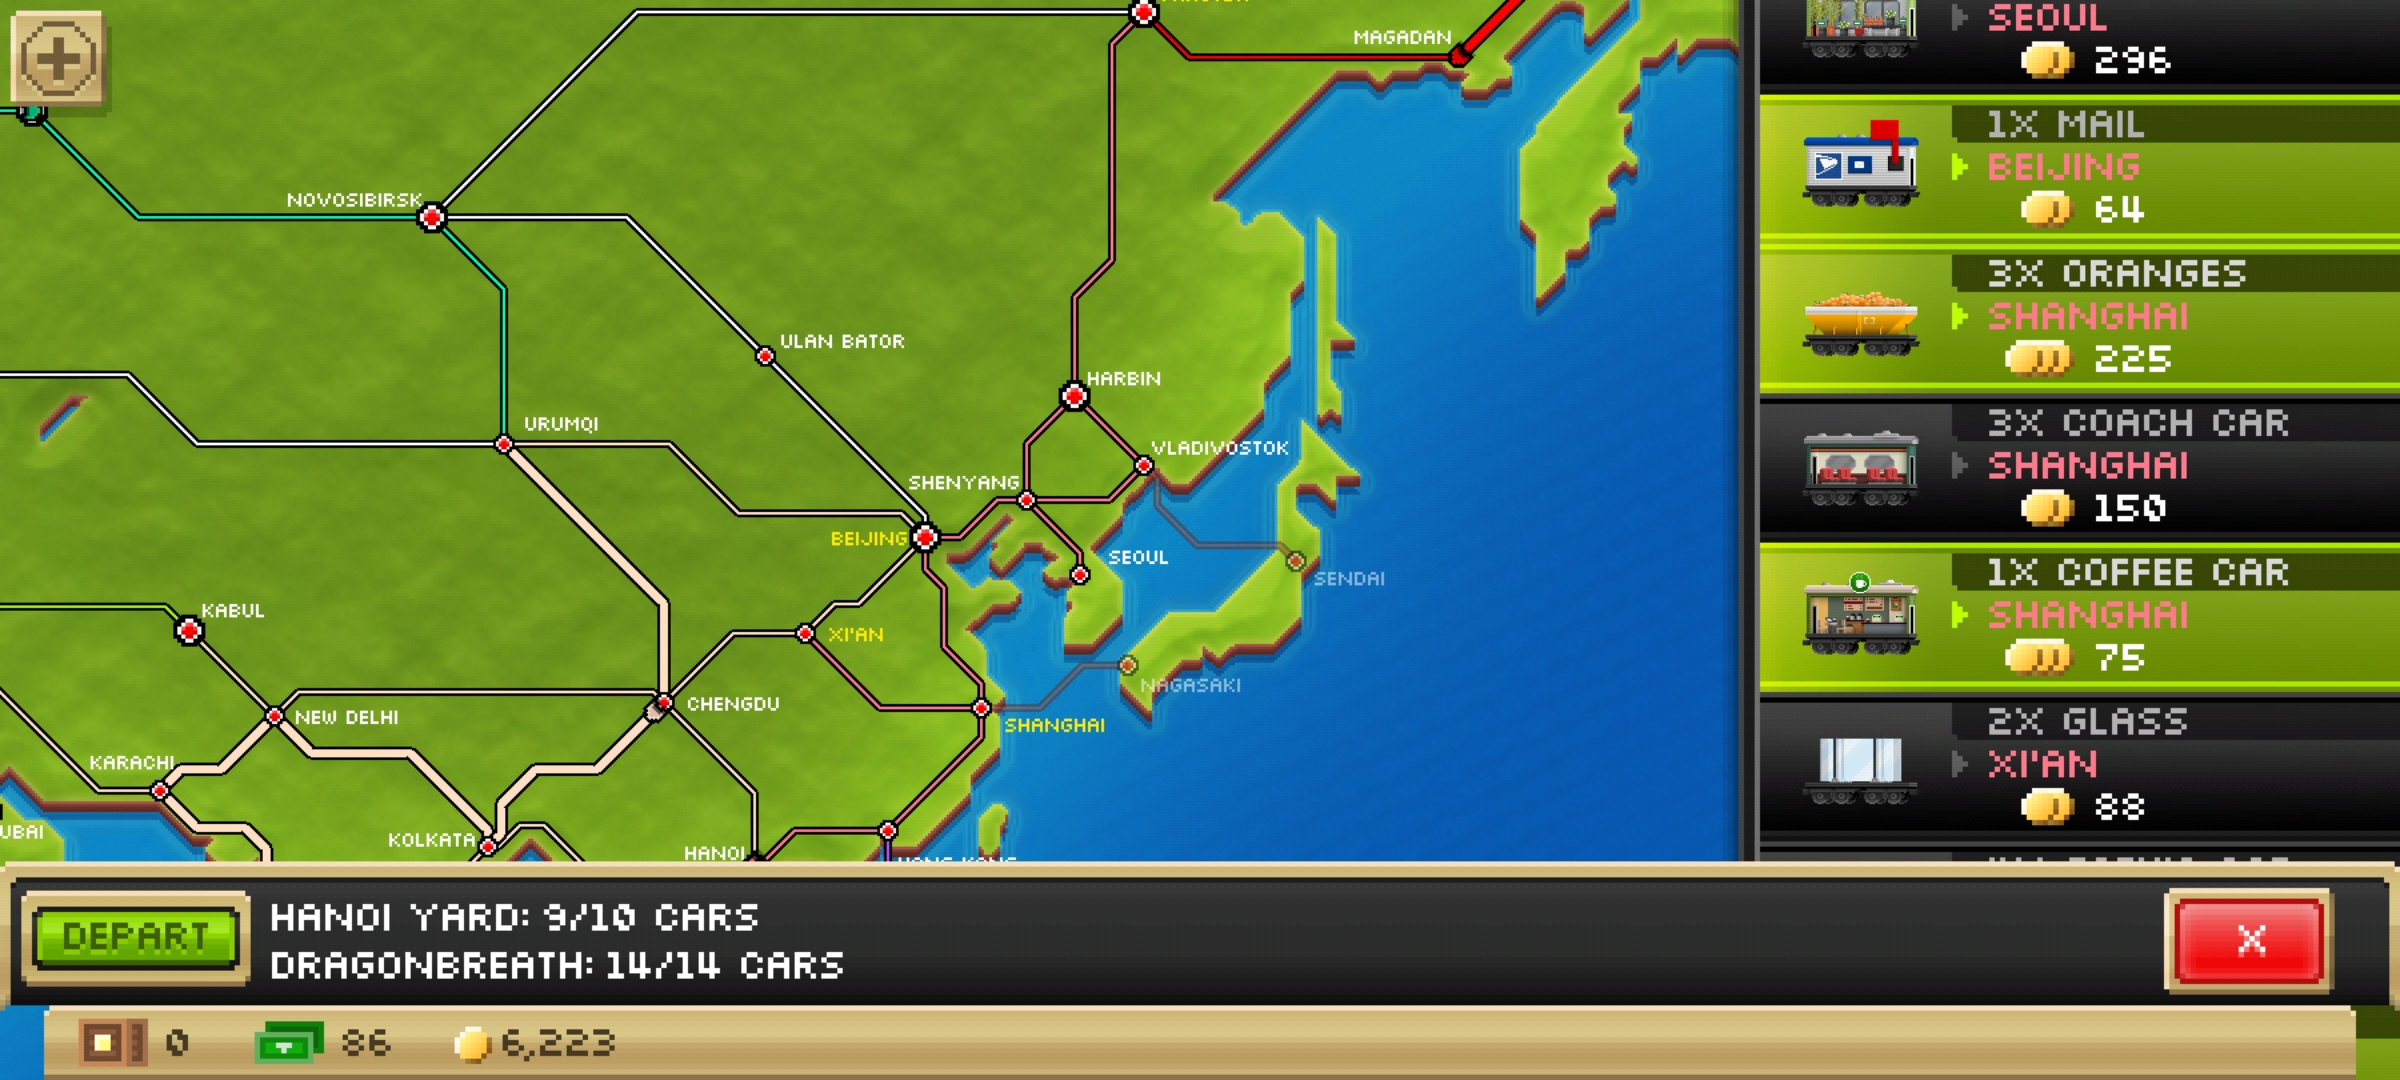 MAGADAN
NOVOSIBIRSK
ULAN BATOR
HARBIN
URUMQI
VLADIVOSTOK
SHENYANG
BEIJING
SEOUL
SENDAI
KABUL
XI'AN
NAGASAKI
CHENGDU
NEW DELHI
SHANGHAI
KARACHI
UBAI
KOLKATA
HANOI
SEOUL
296
1X MAIL
BEIJING
64
3X ORANGES
SHANGHAI
225
3X COACH CAR
SHANGHAI
150
1X COFFEE CAR
SHANGHAI
75
2X GLASS
XI'AN
88
DEPART
HANOI YARD: 9/10 CARS
DRAGONBREATH: 14/14 CARS
X
0
86
6,223